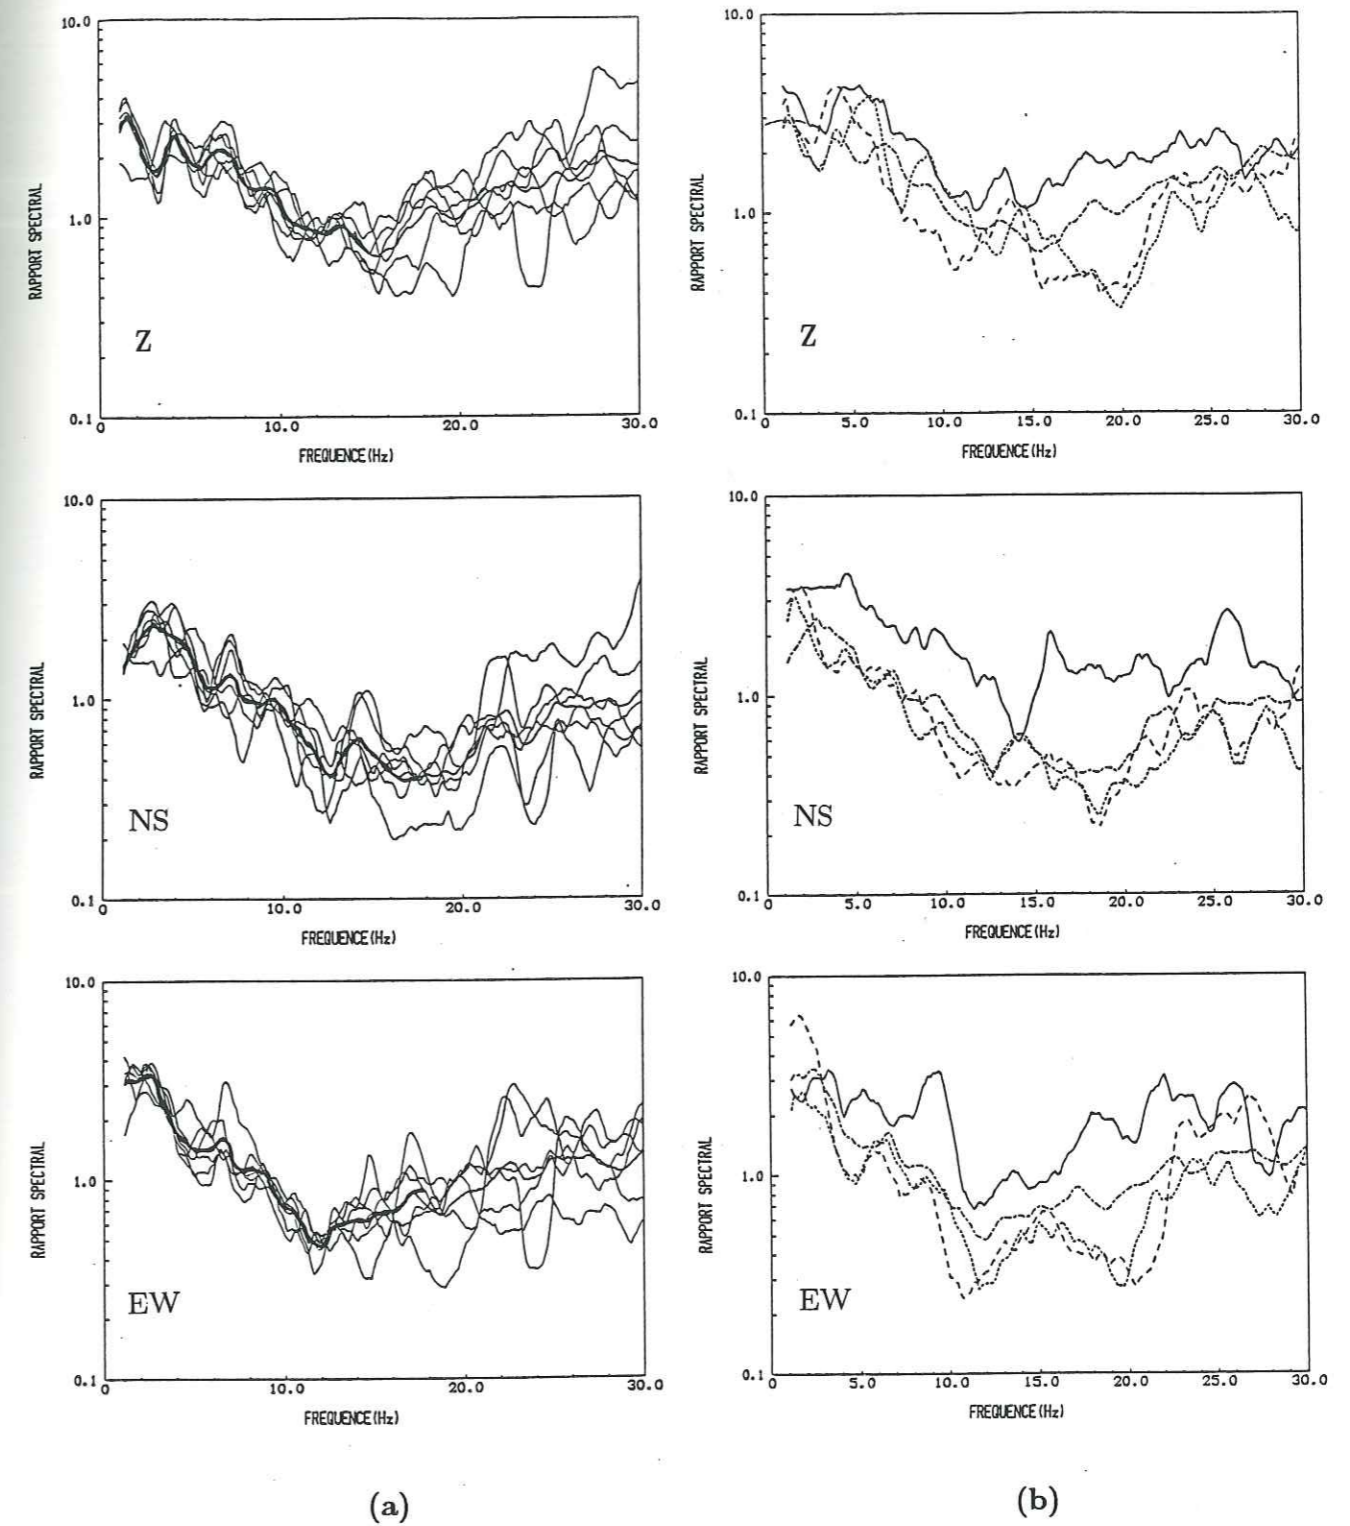 10.0
1.0
0.1
RAPPORT SPECTRAL
Z
0 10.0 20.0 30.0
FREQUENCE(Hz)
10.0
1.0
0.1
RAPPORT SPECTRAL
Z
0 5.0 10.0 15.0 20.0 25.0 30.0
FREQUENCE(Hz)
10.0
1.0
0.1
RAPPORT SPECTRAL
NS
0 10.0 20.0 30.0
FREQUENCE(Hz)
10.0
1.0
0.1
RAPPORT SPECTRAL
NS
0 5.0 10.0 15.0 20.0 25.0 30.0
FREQUENCE(Hz)
10.0
1.0
0.1
RAPPORT SPECTRAL
EW
0 10.0 20.0 30.0
FREQUENCE(Hz)
10.0
1.0
0.1
RAPPORT SPECTRAL
EW
0 5.0 10.0 15.0 20.0 25.0 30.0
FREQUENCE(Hz)
(a)
(b)